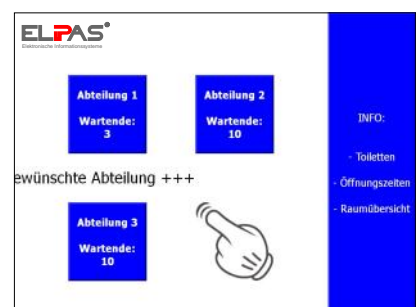 ELPAS
Elektronische Informationssysteme
Abteilung 1
Wartende:
3
Abteilung 2
Wartende:
10
ewünschte Abteilung +++
Abteilung 3
Wartende:
10
INFO:
- Toiletten
- Öffnungszeiten
- Raumübersicht